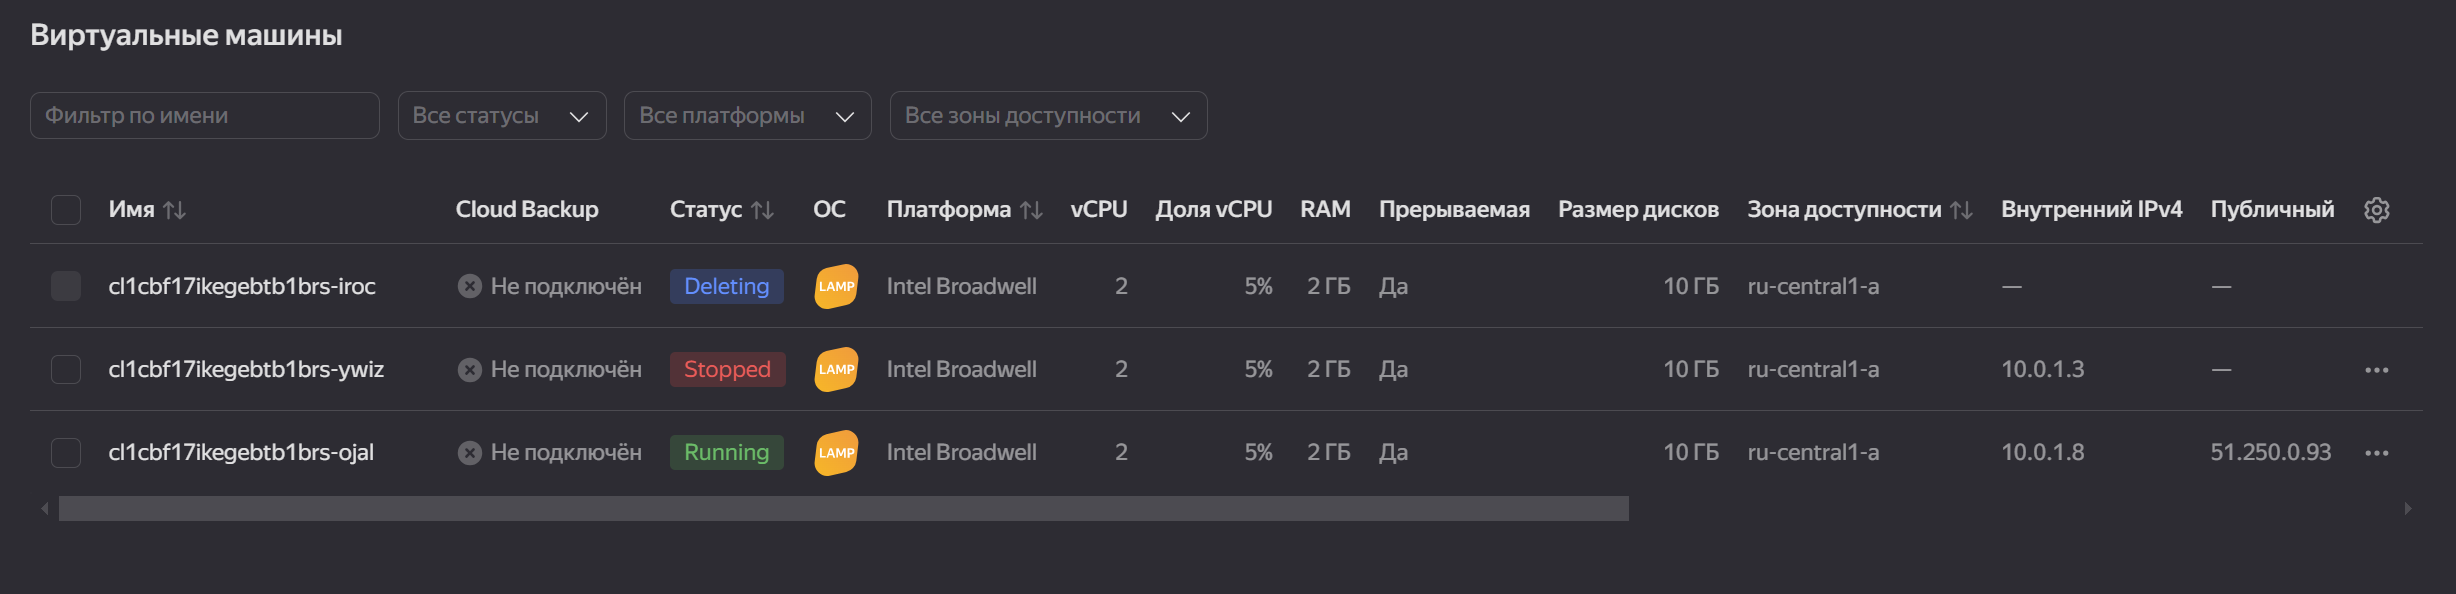 Виртуальные машины
Фильтр по имени Все статусы Все платформы Все зоны доступности
Имя Cloud Backup Статус ОС Платформа vCPU Доля vCPU RAM Прерываемая Размер дисков Зона доступности Внутренний IPv4 Публичный
cl1cbf17ikegebtb1brs-iroc Не подключён Deleting LAMP Intel Broadwell 2 5% 2 ГБ Да 10 ГБ ru-central1-a — —
cl1cbf17ikegebtb1brs-ywiz Не подключён Stopped LAMP Intel Broadwell 2 5% 2 ГБ Да 10 ГБ ru-central1-a 10.0.1.3 —
cl1cbf17ikegebtb1brs-ojal Не подключён Running LAMP Intel Broadwell 2 5% 2 ГБ Да 10 ГБ ru-central1-a 10.0.1.8 51.250.0.93